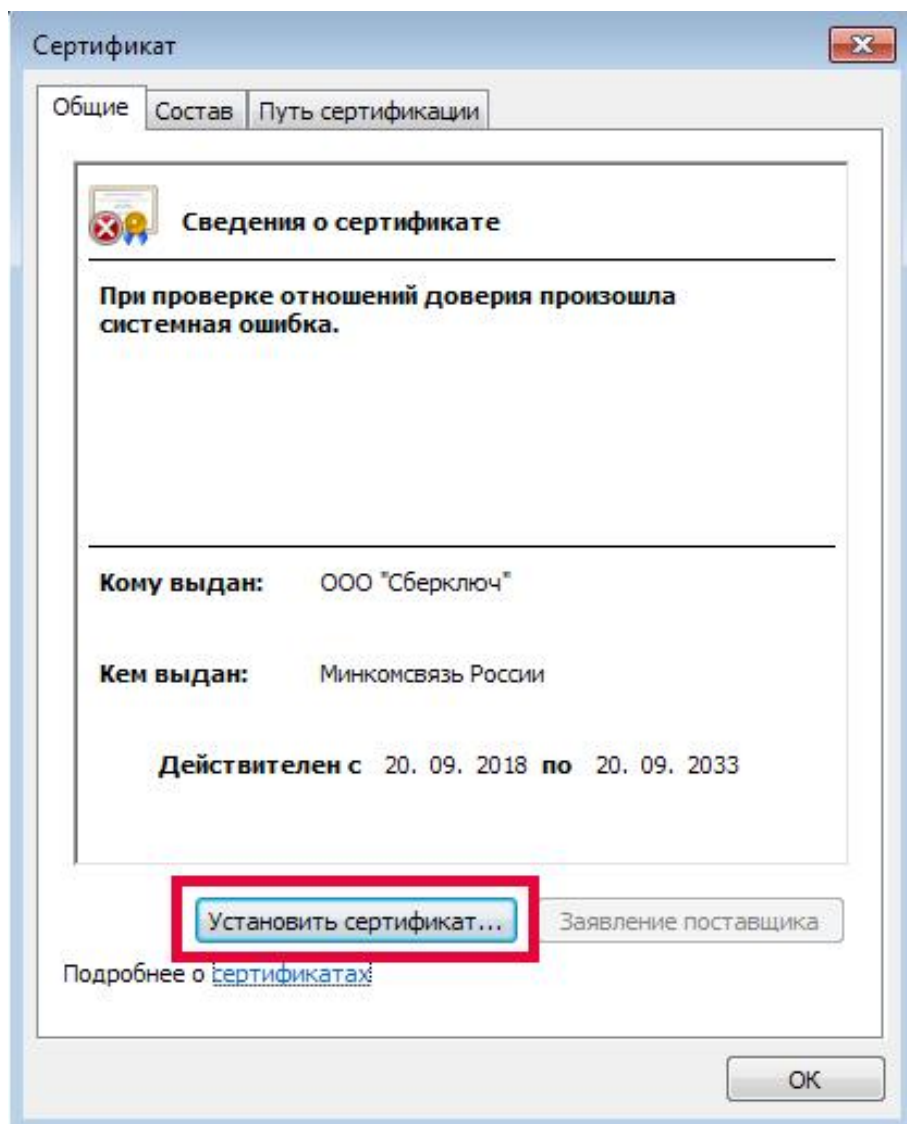 Сертификат
Общие Состав Путь сертификации
Сведения о сертификате
При проверке отношений доверия произошла
системная ошибка.
Кому выдан: ООО "Сберключ"
Кем выдан: Минкомсвязь России
Действителен с 20. 09. 2018 по 20. 09. 2033
Установить сертификат... Заявление поставщика
Подробнее о сертификатах
ОК